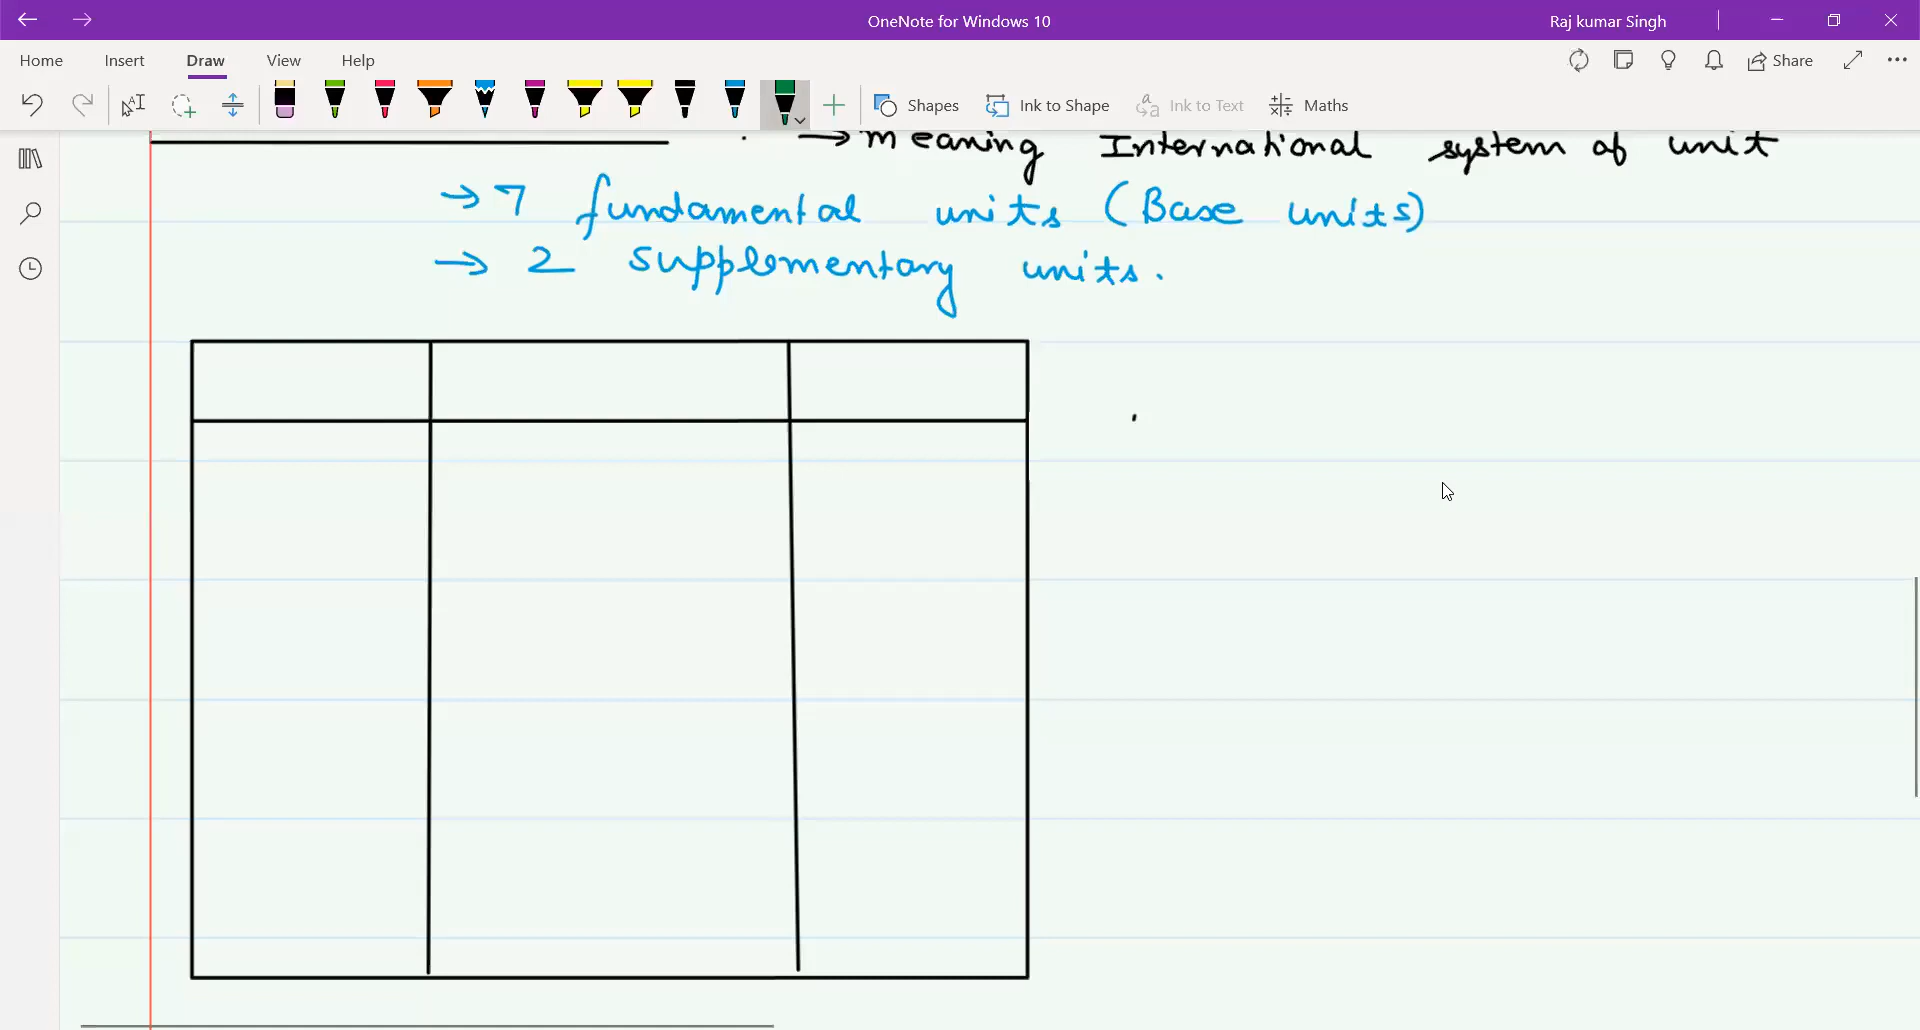 OneNote for Windows 10
Raj kumar Singh
Home Insert Draw View Help
Share
Shapes Ink to Shape Ink to Text Maths
→ meaning International system of unit
→ 7 fundamental units (Base units)
→ 2 supplementary units.